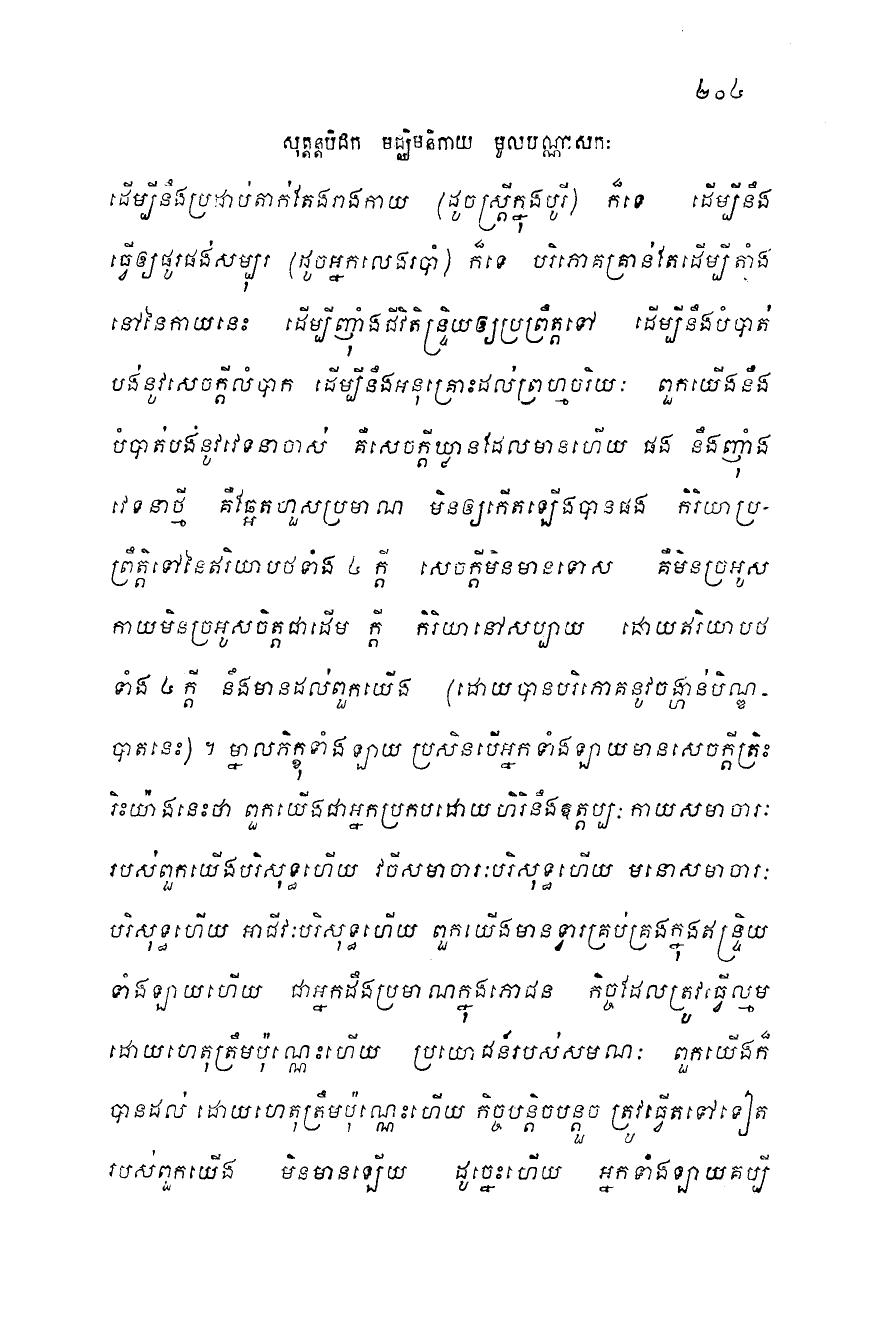 ២០៤
សុត្តន្តបិដក មជ្ឈិមនិកាយ មូលបណ្ណាសកៈ
ដើម្បីនឹងប្រដាប់តាក់តែងរាងកាយ (ដូចស្ត្រីក្នុងបូរី) ក៏ទេ ដើម្បីនឹង
ធ្វើឲ្យផូរផង់សម្បុរ (ដូចអ្នកលេងរបាំ) ក៏ទេ បរិភោគគ្រាន់តែដើម្បីតាំង
នៅនៃកាយនេះ ដើម្បីញ៉ាំងជីវិតិន្ទ្រិយឲ្យប្រព្រឹត្តទៅ ដើម្បីនឹងបំបាត់
បង់នូវសេចក្តីលំបាក ដើម្បីនឹងអនុគ្រោះដល់ព្រហ្មចរិយៈ ពួកយើងនឹង
បំបាត់បង់នូវវេទនាចាស់ គឺសេចក្តីឃ្លានដែលមានហើយ ផង នឹងញ៉ាំង
វេទនាថ្មី គឺឆ្អែតហួសប្រមាណ មិនឲ្យកើតឡើងបានផង កិរិយាប្រ-
ព្រឹត្តិទៅនៃឥរិយាបថទាំង ៤ ក្តី សេចក្តីមិនមានទោស គឺមិនច្រអូស
កាយមិនច្រអូសចិត្តជាដើម ក្តី កិរិយានៅសប្បាយ ដោយឥរិយាបថ
ទាំង ៤ ក្តី នឹងមានដល់ពួកយើង (ដោយបានបរិភោគនូវចង្ហាន់បិណ្ឌ-
បាតនេះ) ។ ម្នាលភិក្ខុទាំងឡាយ ប្រសិនបើអ្នកទាំងឡាយមានសេចក្តីត្រិះ
រិះយ៉ាងនេះថា ពួកយើងជាអ្នកប្រកបដោយហិរិនឹងឧត្តប្បៈ កាយសមាចារៈ
របស់ពួកយើងបរិសុទ្ធហើយ វចីសមាចារៈបរិសុទ្ធហើយ មនោសមាចារៈ
បរិសុទ្ធហើយ អាជីវៈបរិសុទ្ធហើយ ពួកយើងមានទ្វារគ្រប់គ្រងក្នុងឥន្ទ្រិយ
ទាំងឡាយហើយ ជាអ្នកដឹងប្រមាណក្នុងភោជន កិច្ចដែលត្រូវធ្វើល្មម
ដោយហេតុត្រឹមប៉ុណ្ណេះហើយ ប្រយោជន៍របស់សមណៈ ពួកយើងក៏
បានដល់ ដោយហេតុត្រឹមប៉ុណ្ណេះហើយ កិច្ចបន្តិចបន្តួច ត្រូវធ្វើតទៅទៀត
របស់ពួកយើង មិនមានឡើយ ដូច្នេះហើយ អ្នកទាំងឡាយគប្បី